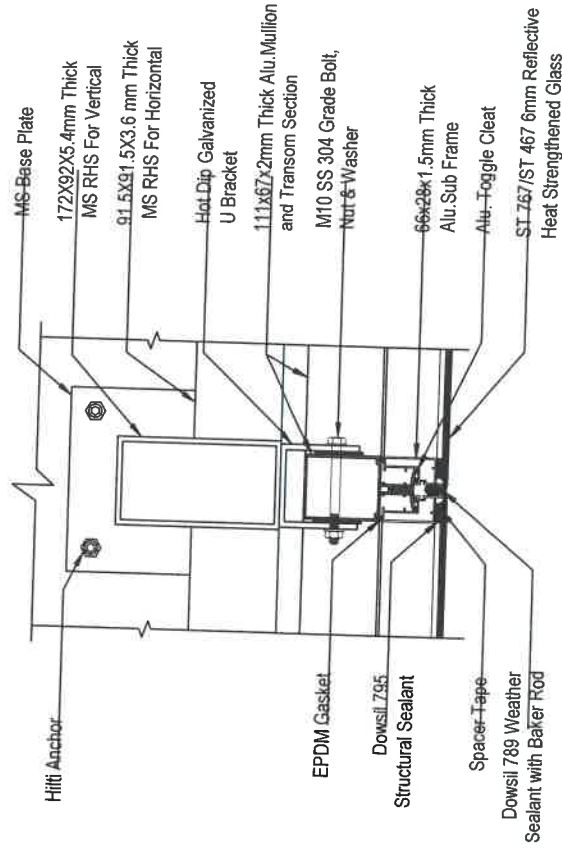 MS Base Plate
172X92X5.4mm Thick
MS RHS For Vertical
91.5X91.5X3.6 mm Thick
MS RHS For Horizontal
Hot Dip Galvanized
U Bracket
111x67x2mm Thick Alu.Mullion
and Transom Section
M10 SS 304 Grade Bolt,
Nut & Washer
66x28x1.5mm Thick
Alu.Sub Frame
Alu. Toggle Cleat
ST 767/ST 467 6mm Reflective
Heat Strengthened Glass
Hilti Anchor
EPDM Gasket
Dowsil 795
Structural Sealant
Spacer Tape
Dowsil 789 Weather
Sealant with Baker Rod